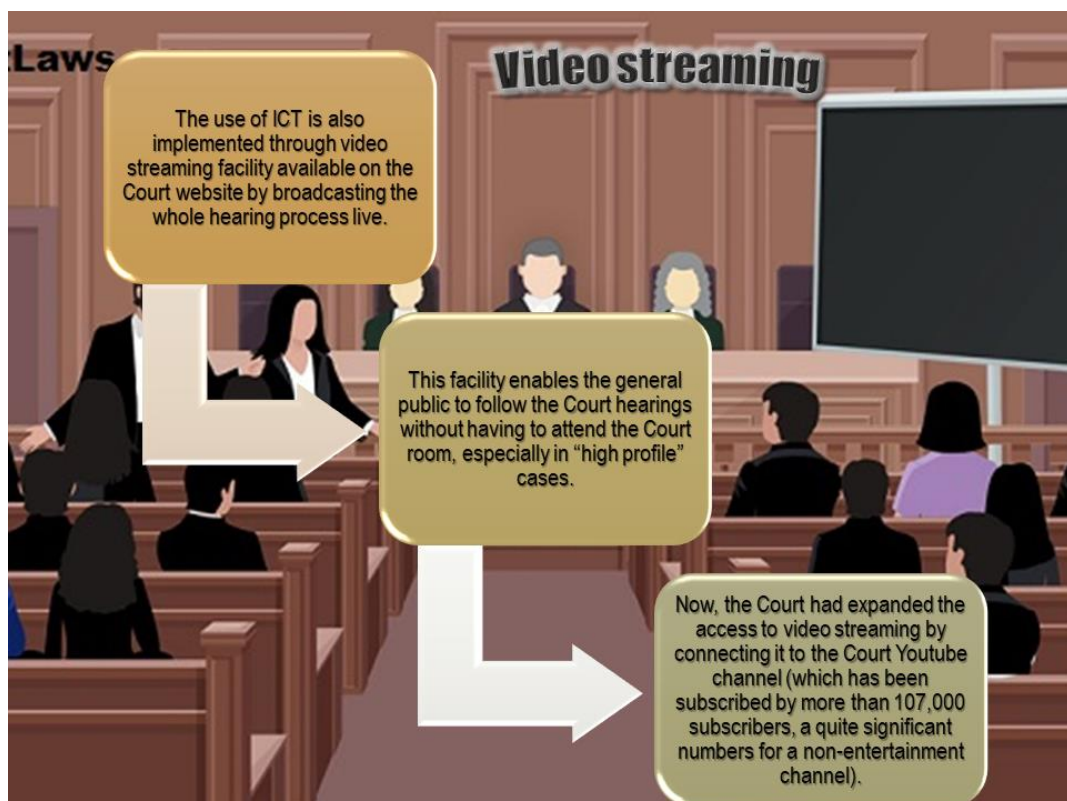 tLaws
Video streaming
The use of ICT is also
implemented through video
streaming facility available on the
Court website by broadcasting the
whole hearing process live.
This facility enables the general
public to follow the Court hearings
without having to attend the Court
room, especially in “high profile”
cases.
Now, the Court had expanded the
access to video streaming by
connecting it to the Court Youtube
channel (which has been
subscribed by more than 107,000
subscribers, a quite significant
numbers for a non-entertainment
channel).